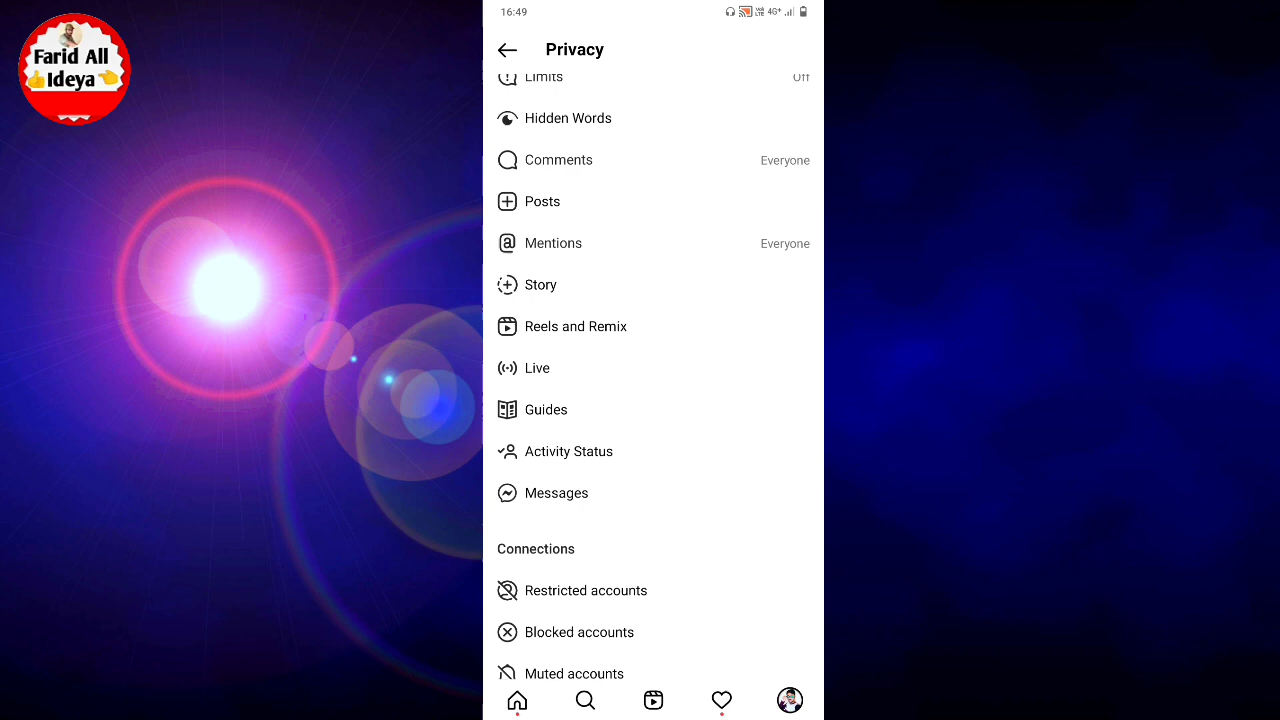 Farid All
Ideya
16:49
4G+
Privacy
Limits Off
Hidden Words
Comments Everyone
Posts
Mentions Everyone
Story
Reels and Remix
Live
Guides
Activity Status
Messages
Connections
Restricted accounts
Blocked accounts
Muted accounts